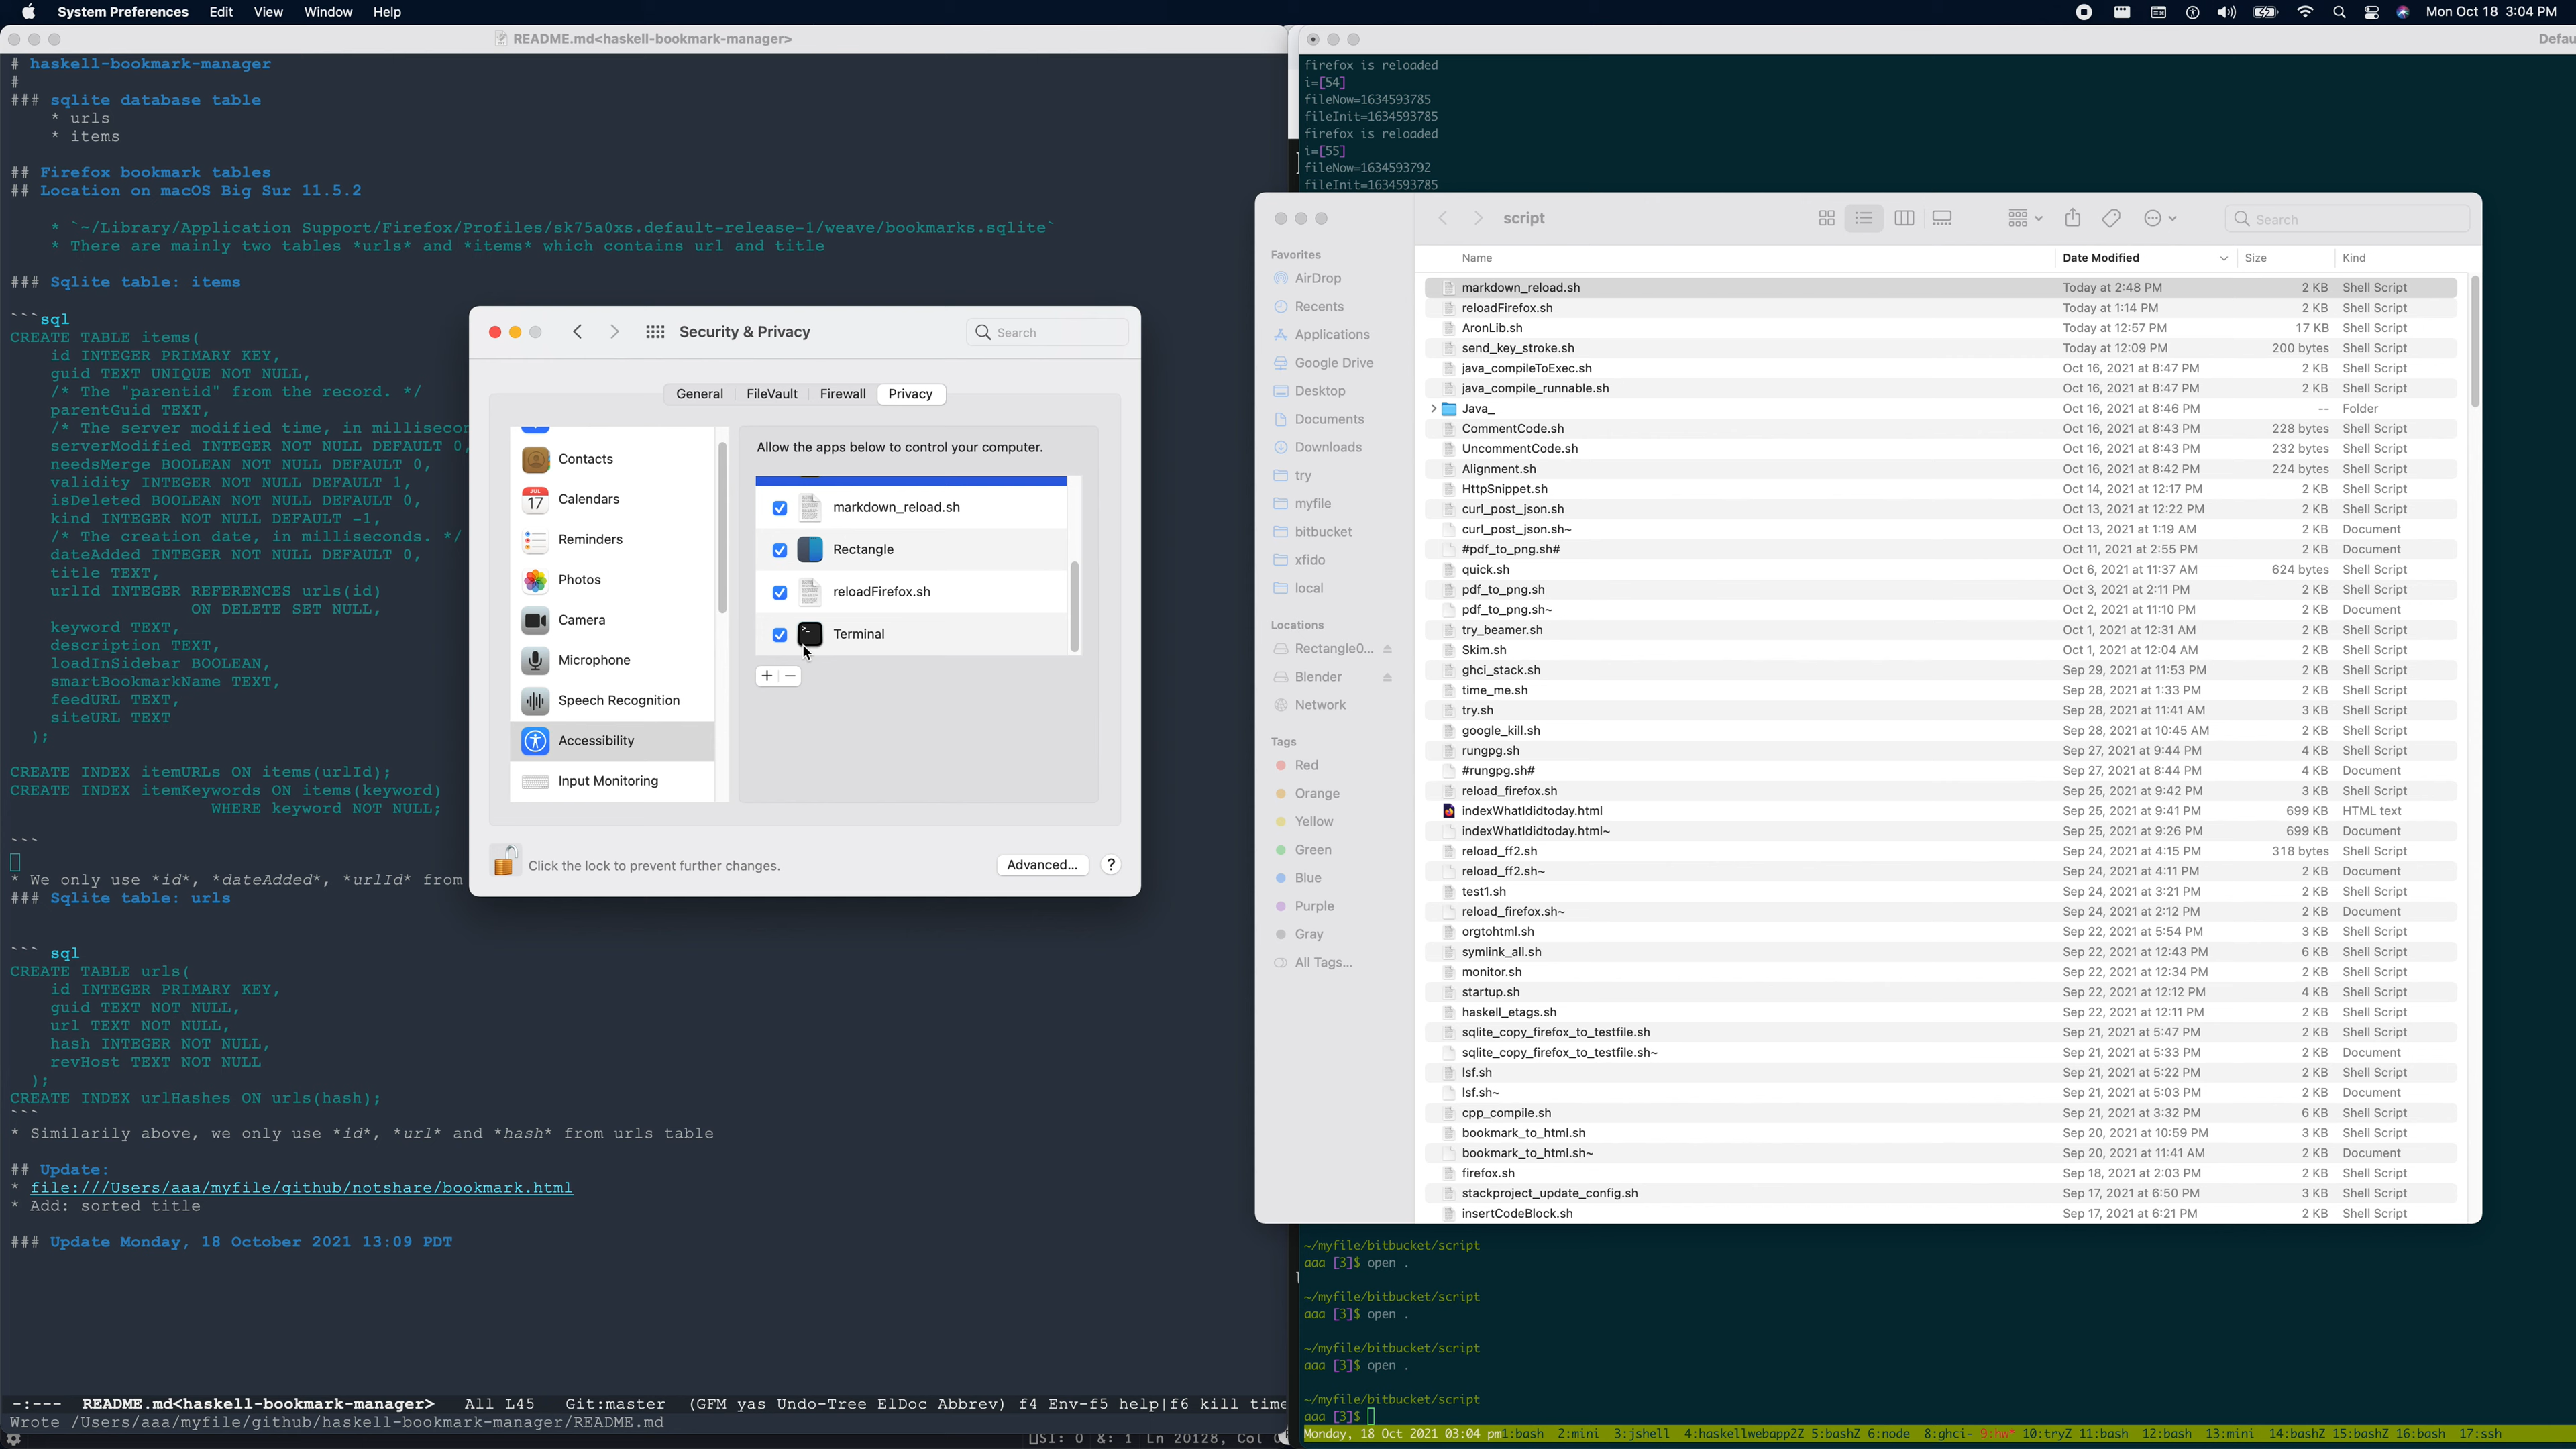 System Preferences Edit View Window Help
Mon Oct 18 3:04 PM
README.md<haskell-bookmark-manager>
# haskell-bookmark-manager
#
### sqlite database table
* urls
* items
## Firefox bookmark tables
## Location on macOS Big Sur 11.5.2
* `~/Library/Application Support/Firefox/Profiles/sk75a0xs.default-release-1/weave/bookmarks.sqlite`
* There are mainly two tables *urls* and *items* which contains url and title
### Sqlite table: items
```sql
CREATE TABLE items(
id INTEGER PRIMARY KEY,
guid TEXT UNIQUE NOT NULL,
/* The "parentid" from the record. */
parentGuid TEXT,
/* The server modified time, in millisecon
serverModified INTEGER NOT NULL DEFAULT 0,
needsMerge BOOLEAN NOT NULL DEFAULT 0,
validity INTEGER NOT NULL DEFAULT 1,
isDeleted BOOLEAN NOT NULL DEFAULT 0,
kind INTEGER NOT NULL DEFAULT -1,
/* The creation date, in milliseconds. */
dateAdded INTEGER NOT NULL DEFAULT 0,
title TEXT,
urlId INTEGER REFERENCES urls(id)
ON DELETE SET NULL,
keyword TEXT,
description TEXT,
loadInSidebar BOOLEAN,
smartBookmarkName TEXT,
feedURL TEXT,
siteURL TEXT
);
CREATE INDEX itemURLs ON items(urlId);
CREATE INDEX itemKeywords ON items(keyword)
WHERE keyword NOT NULL;
```
* We only use *id*, *dateAdded*, *urlId* from
### Sqlite table: urls
``` sql
CREATE TABLE urls(
id INTEGER PRIMARY KEY,
guid TEXT NOT NULL,
url TEXT NOT NULL,
hash INTEGER NOT NULL,
revHost TEXT NOT NULL
);
CREATE INDEX urlHashes ON urls(hash);
```
* Similarily above, we only use *id*, *url* and *hash* from urls table
## Update:
* file:///Users/aaa/myfile/github/notshare/bookmark.html
* Add: sorted title
### Update Monday, 18 October 2021 13:09 PDT
-:--- README.md<haskell-bookmark-manager> All L45 Git:master (GFM yas Undo-Tree ElDoc Abbrev) f4 Env-f5 help|f6 kill time
Wrote /Users/aaa/myfile/github/haskell-bookmark-manager/README.md
SI: 0 &: 1 Ln 20128, Col
Security & Privacy
Search
General FileVault Firewall Privacy
Contacts
JUL
17
Calendars
Reminders
Photos
Camera
Microphone
Speech Recognition
Accessibility
Input Monitoring
Allow the apps below to control your computer.
markdown_reload.sh
Rectangle
reloadFirefox.sh
Terminal
+ −
Click the lock to prevent further changes.
Advanced... ?
Defau
firefox is reloaded
i=[54]
fileNow=1634593785
fileInit=1634593785
firefox is reloaded
i=[55]
fileNow=1634593792
fileInit=1634593785
script
Search
Favorites
AirDrop
Recents
Applications
Google Drive
Desktop
Documents
Downloads
try
myfile
bitbucket
xfido
local
Locations
Rectangle0...
Blender
Network
Tags
Red
Orange
Yellow
Green
Blue
Purple
Gray
All Tags...
Name Date Modified Size Kind
markdown_reload.sh Today at 2:48 PM 2 KB Shell Script
reloadFirefox.sh Today at 1:14 PM 2 KB Shell Script
AronLib.sh Today at 12:57 PM 17 KB Shell Script
send_key_stroke.sh Today at 12:09 PM 200 bytes Shell Script
java_compileToExec.sh Oct 16, 2021 at 8:47 PM 2 KB Shell Script
java_compile_runnable.sh Oct 16, 2021 at 8:47 PM 2 KB Shell Script
Java_ Oct 16, 2021 at 8:46 PM -- Folder
CommentCode.sh Oct 16, 2021 at 8:43 PM 228 bytes Shell Script
UncommentCode.sh Oct 16, 2021 at 8:43 PM 232 bytes Shell Script
Alignment.sh Oct 16, 2021 at 8:42 PM 224 bytes Shell Script
HttpSnippet.sh Oct 14, 2021 at 12:17 PM 2 KB Shell Script
curl_post_json.sh Oct 13, 2021 at 12:22 PM 2 KB Shell Script
curl_post_json.sh~ Oct 13, 2021 at 1:19 AM 2 KB Document
#pdf_to_png.sh# Oct 11, 2021 at 2:55 PM 2 KB Document
quick.sh Oct 6, 2021 at 11:37 AM 624 bytes Shell Script
pdf_to_png.sh Oct 3, 2021 at 2:11 PM 2 KB Shell Script
pdf_to_png.sh~ Oct 2, 2021 at 11:10 PM 2 KB Document
try_beamer.sh Oct 1, 2021 at 12:31 AM 2 KB Shell Script
Skim.sh Oct 1, 2021 at 12:04 AM 2 KB Shell Script
ghci_stack.sh Sep 29, 2021 at 11:53 PM 2 KB Shell Script
time_me.sh Sep 28, 2021 at 1:33 PM 2 KB Shell Script
try.sh Sep 28, 2021 at 11:41 AM 3 KB Shell Script
google_kill.sh Sep 28, 2021 at 10:45 AM 2 KB Shell Script
rungpg.sh Sep 27, 2021 at 9:44 PM 4 KB Shell Script
#rungpg.sh# Sep 27, 2021 at 8:44 PM 4 KB Document
reload_firefox.sh Sep 25, 2021 at 9:42 PM 3 KB Shell Script
indexWhatIdidtoday.html Sep 25, 2021 at 9:41 PM 699 KB HTML text
indexWhatIdidtoday.html~ Sep 25, 2021 at 9:26 PM 699 KB Document
reload_ff2.sh Sep 24, 2021 at 4:15 PM 318 bytes Shell Script
reload_ff2.sh~ Sep 24, 2021 at 4:11 PM 2 KB Document
test1.sh Sep 24, 2021 at 3:21 PM 2 KB Shell Script
reload_firefox.sh~ Sep 24, 2021 at 2:12 PM 2 KB Document
orgtohtml.sh Sep 22, 2021 at 5:54 PM 3 KB Shell Script
symlink_all.sh Sep 22, 2021 at 12:43 PM 6 KB Shell Script
monitor.sh Sep 22, 2021 at 12:34 PM 2 KB Shell Script
startup.sh Sep 22, 2021 at 12:12 PM 4 KB Shell Script
haskell_etags.sh Sep 22, 2021 at 12:11 PM 2 KB Shell Script
sqlite_copy_firefox_to_testfile.sh Sep 21, 2021 at 5:47 PM 2 KB Shell Script
sqlite_copy_firefox_to_testfile.sh~ Sep 21, 2021 at 5:33 PM 2 KB Document
lsf.sh Sep 21, 2021 at 5:22 PM 2 KB Shell Script
lsf.sh~ Sep 21, 2021 at 5:03 PM 2 KB Document
cpp_compile.sh Sep 21, 2021 at 3:32 PM 6 KB Shell Script
bookmark_to_html.sh Sep 20, 2021 at 10:59 PM 3 KB Shell Script
bookmark_to_html.sh~ Sep 20, 2021 at 11:41 AM 2 KB Document
firefox.sh Sep 18, 2021 at 2:03 PM 2 KB Shell Script
stackproject_update_config.sh Sep 17, 2021 at 6:50 PM 3 KB Shell Script
insertCodeBlock.sh Sep 17, 2021 at 6:21 PM 2 KB Shell Script
~/myfile/bitbucket/script
aaa [3]$ open .
~/myfile/bitbucket/script
aaa [3]$ open .
~/myfile/bitbucket/script
aaa [3]$ open .
~/myfile/bitbucket/script
aaa [3]$
Monday, 18 Oct 2021 03:04 pm1:bash 2:mini 3:jshell 4:haskellwebapp2Z 5:bashZ 6:node 8:ghci- 9:hw* 10:tryZ 11:bash 12:bash 13:mini 14:bashZ 15:bashZ 16:bash 17:ssh